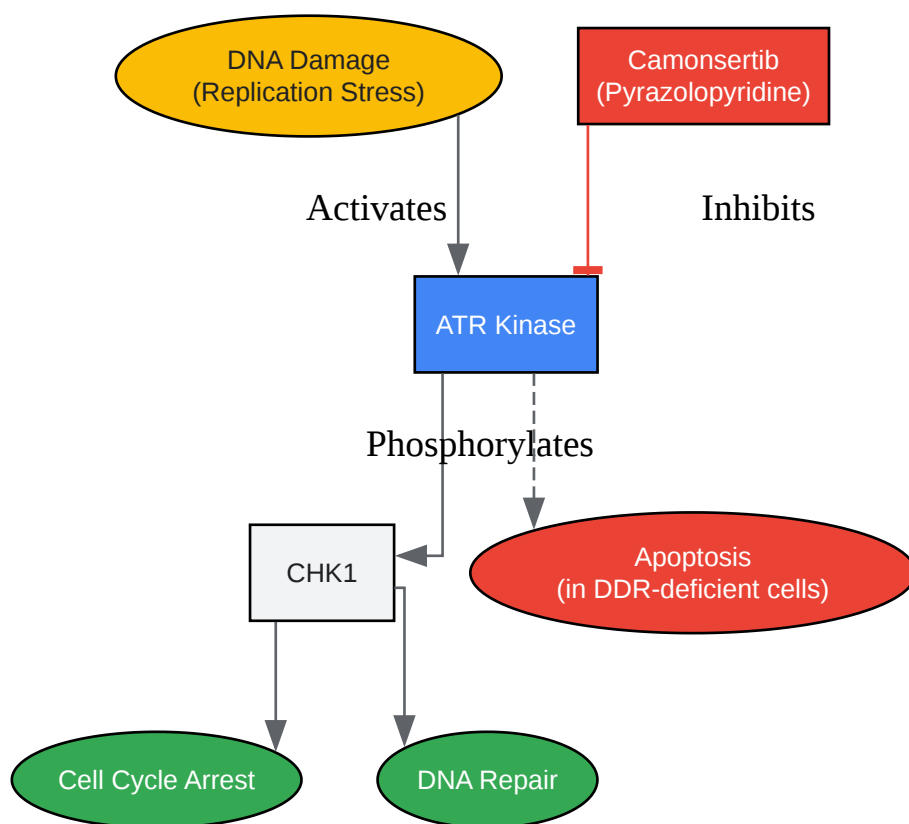 DNA Damage
(Replication Stress)
Camonsertib
(Pyrazolopyridine)
Activates
Inhibits
ATR Kinase
Phosphorylates
CHK1
Apoptosis
(in DDR-deficient cells)
Cell Cycle Arrest
DNA Repair